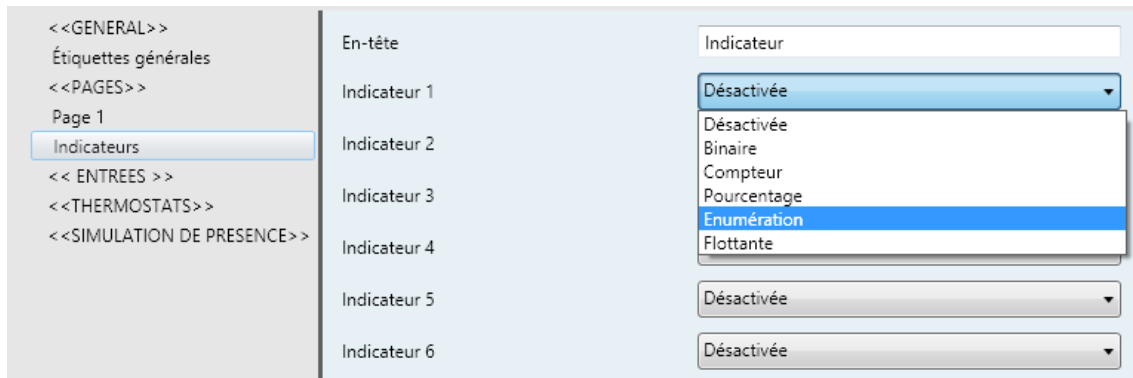 <<GENERAL>>
Étiquettes générales
<<PAGES>>
Page 1
Indicateurs
<< ENTREES >>
<<THERMOSTATS>>
<<SIMULATION DE PRESENCE>>
En-tête
Indicateur
Indicateur 1
Désactivée
Désactivée
Binaire
Compteur
Pourcentage
Enumération
Flottante
Indicateur 2
Indicateur 3
Indicateur 4
Indicateur 5
Désactivée
Indicateur 6
Désactivée